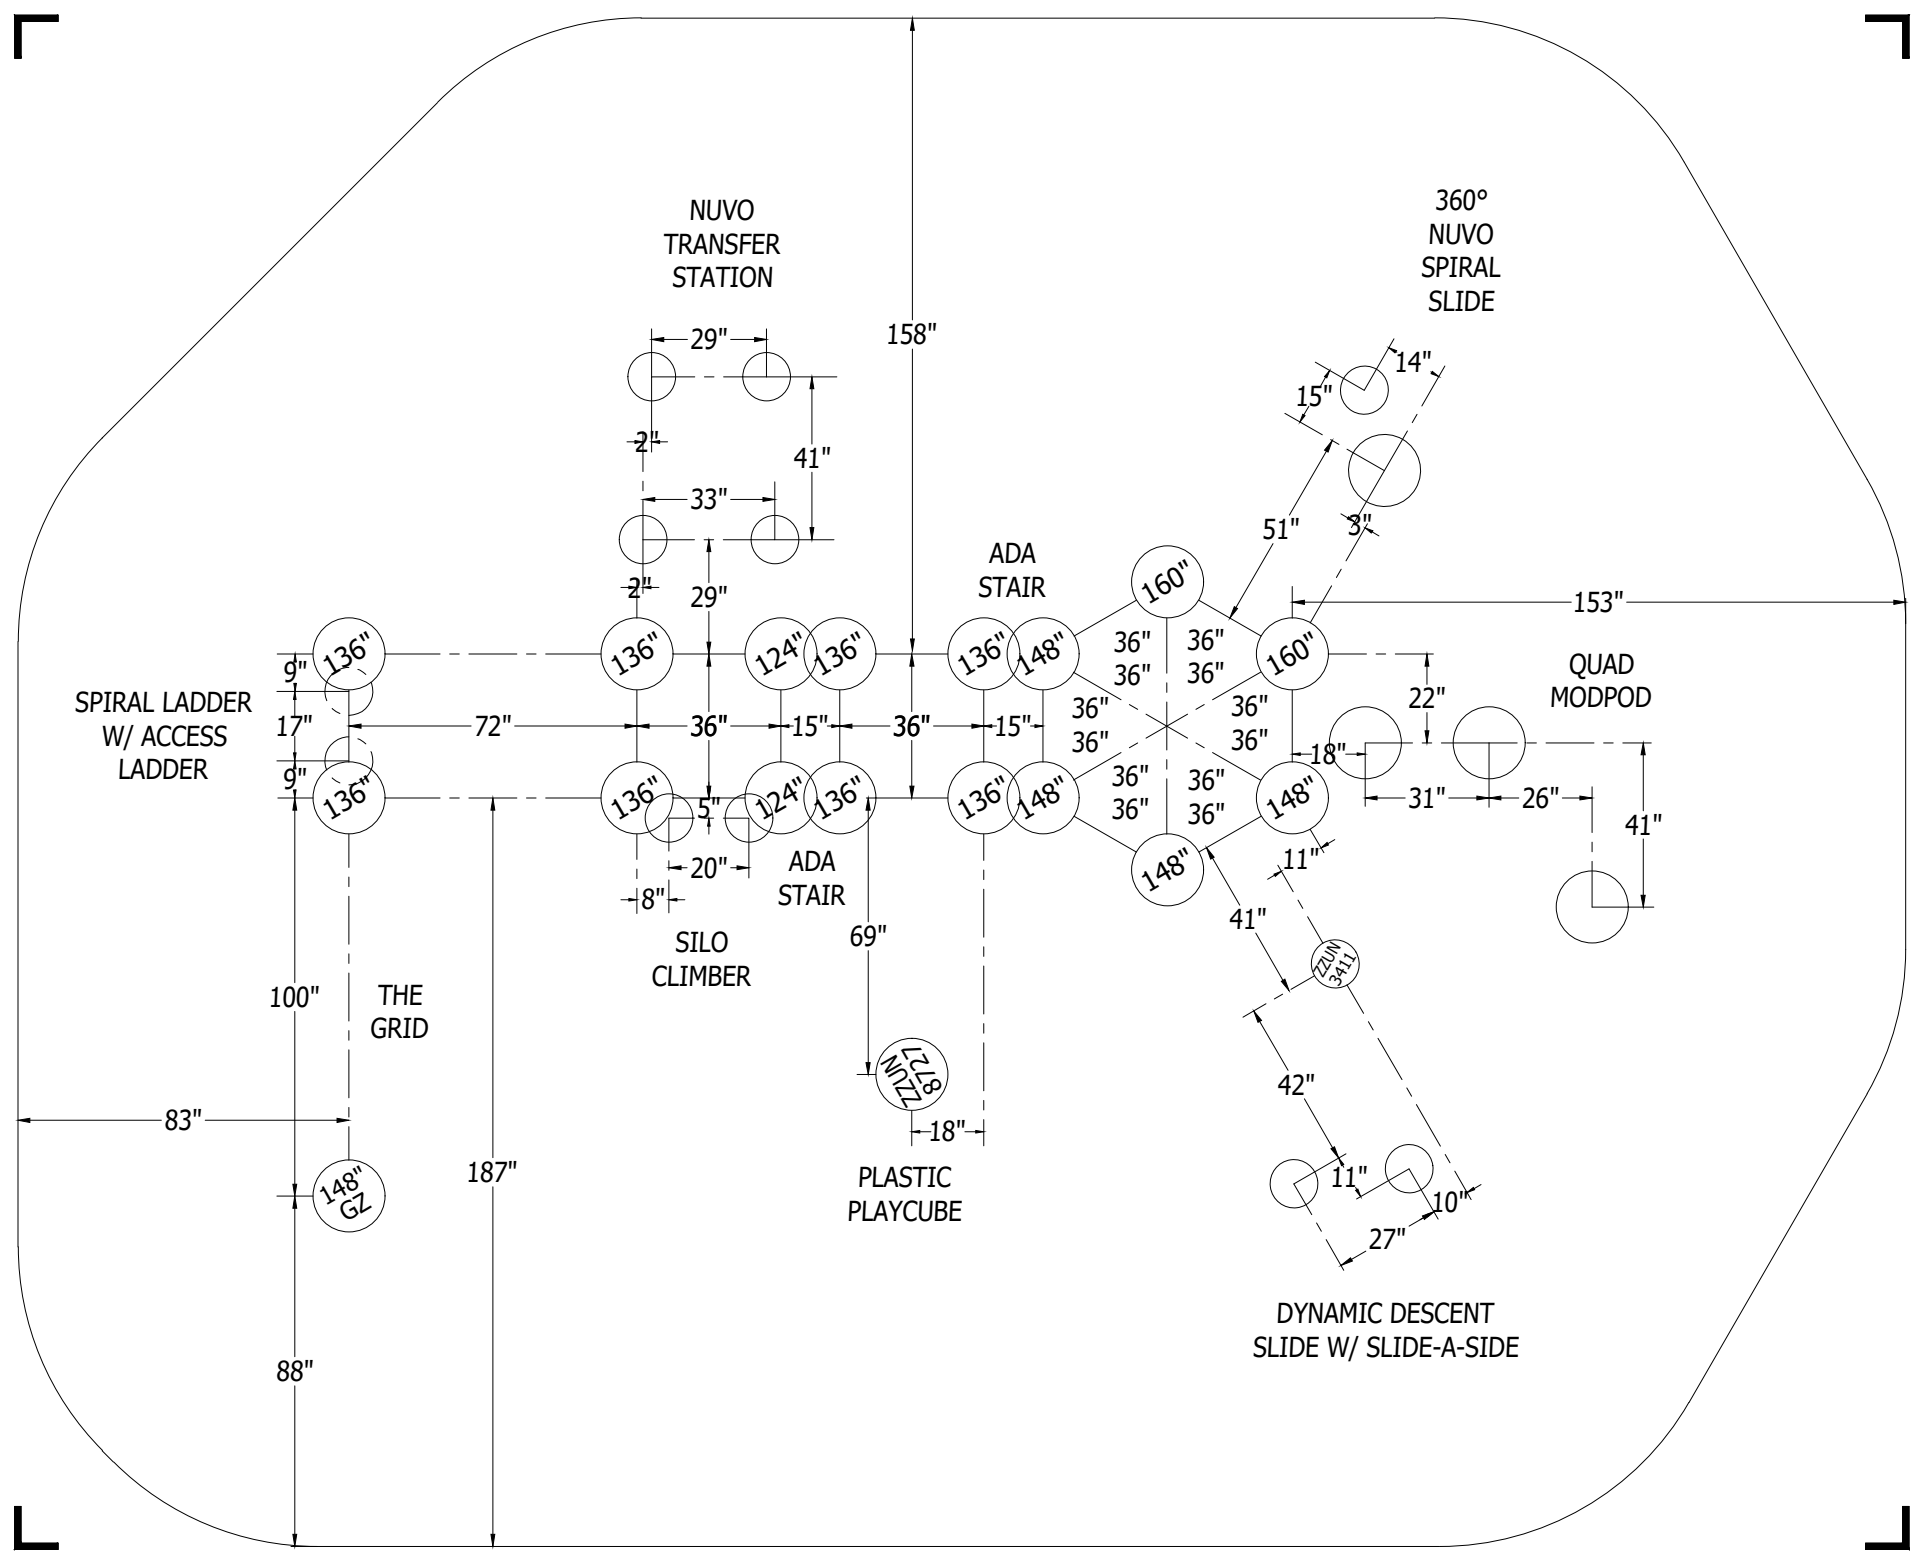 NUVO
TRANSFER
STATION
360°
NUVO
SPIRAL
SLIDE
158"
29"
14"
15"
2"
41"
33"
51"
3"
ADA
STAIR
2"
29"
160"
153"
136"
136"
124"
136"
136"
148"
36"
36"
36"
36"
160"
9"
QUAD
MODPOD
SPIRAL LADDER
W/ ACCESS
LADDER
17"
72"
36"
15"
36"
15"
36"
36"
36"
36"
22"
18"
9"
136"
136"
5"
124"
136"
136"
148"
36"
36"
36"
36"
148"
31"
26"
41"
20"
8"
ADA
STAIR
148"
11"
41"
69"
SILO
CLIMBER
ZZUN
3411
100"
THE
GRID
42"
ZZUN
8727
83"
18"
187"
PLASTIC
PLAYCUBE
148"
GZ
11"
10"
27"
DYNAMIC DESCENT
SLIDE W/ SLIDE-A-SIDE
88"